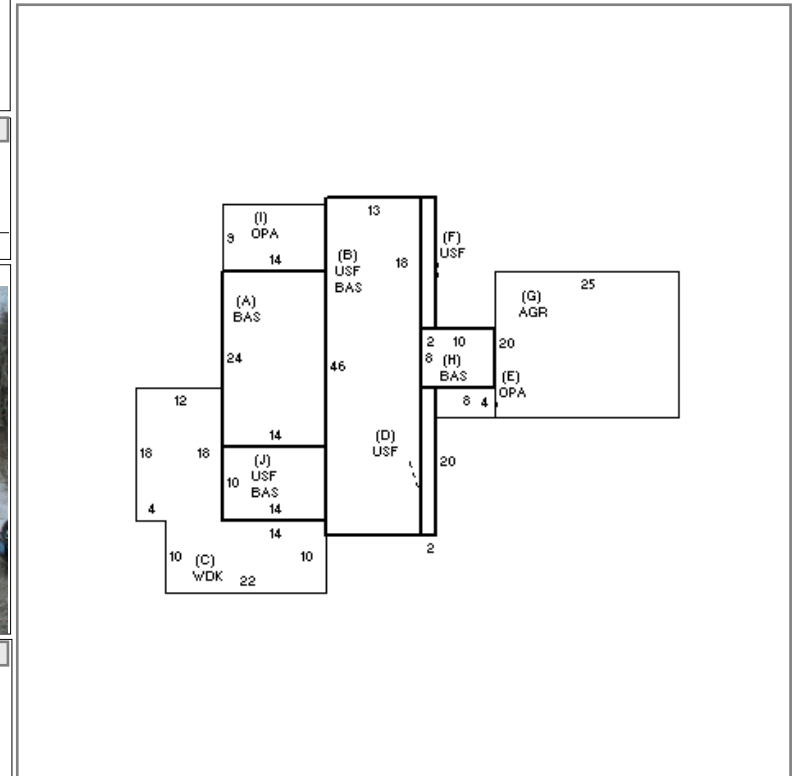 13
(I)
OPA
9
14
(B)
USF
BAS
18
(F)
USF
(A)
BAS
25
(G)
AGR
24
46
2 10
8 (H)
BAS
20
(E)
OPA
12
8 4
14
(D)
USF
18
18
(J)
USF
BAS
10
14
20
4
14
10
(C)
WDK
22
10
2